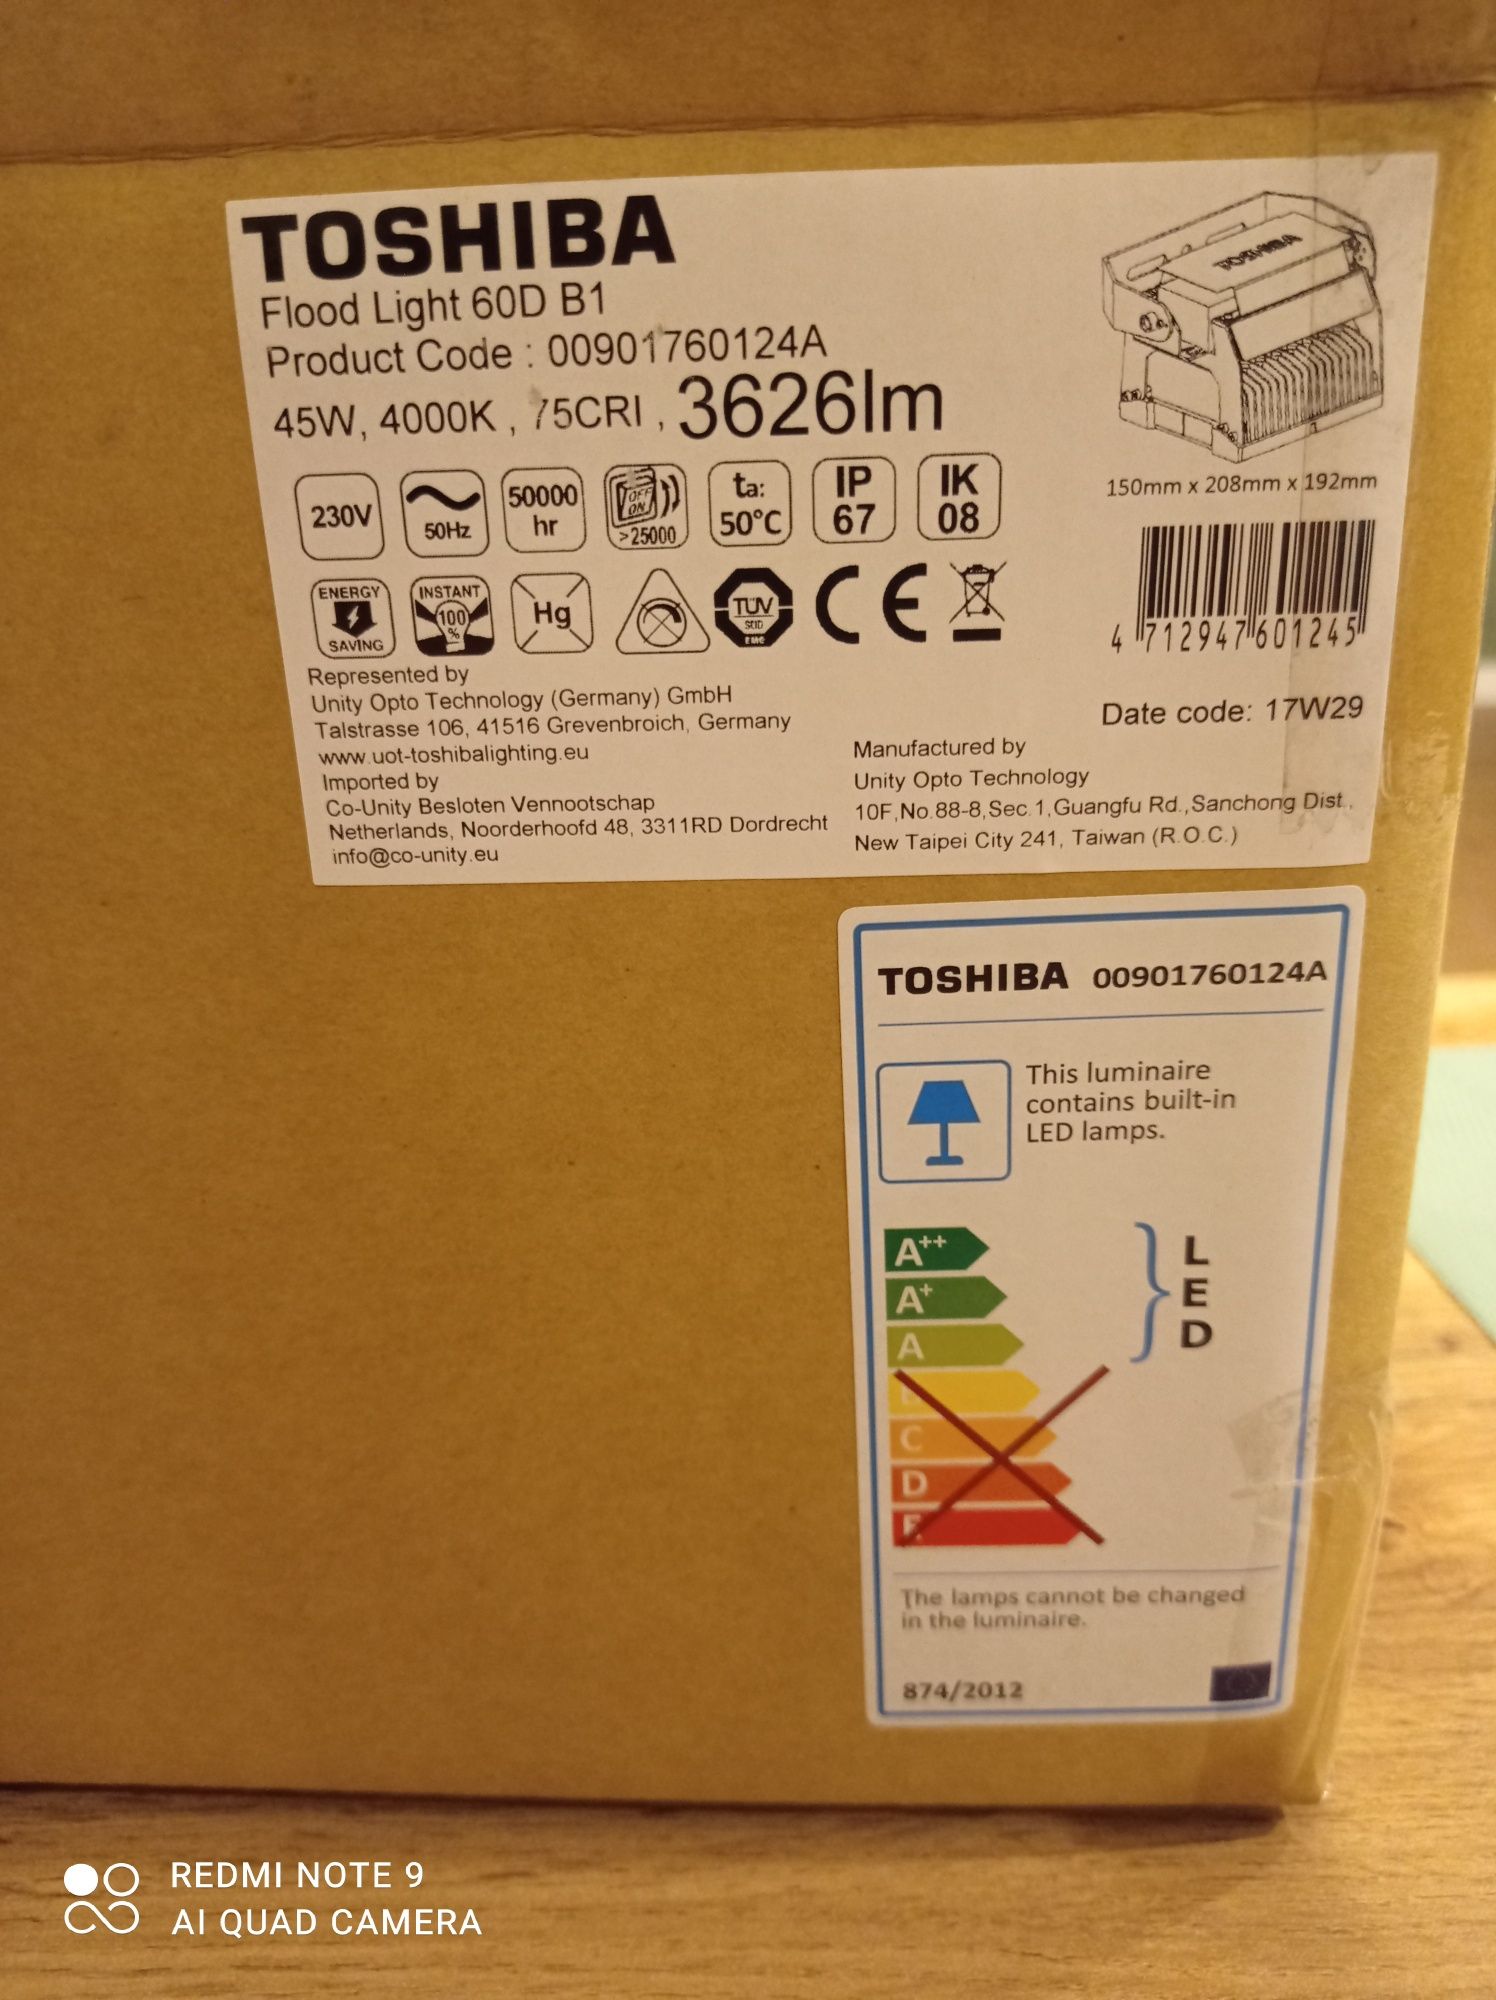 TOSHIBA
Flood Light 60D B1
Product Code : 00901760124A
45W, 4000K , 75CRI , 3626lm
TOSHIBA
150mm x 208mm x 192mm
230V
50Hz
50000
hr
OFF
ON
>25000
ta:
50°C
IP
67
IK
08
ENERGY
SAVING
INSTANT
100
%
Hg
TÜV
SÜD
EMC
CE
4 712947 601245
Date code: 17W29
Represented by
Unity Opto Technology (Germany) GmbH
Talstrasse 106, 41516 Grevenbroich, Germany
www.uot-toshibalighting.eu
Imported by
Co-Unity Besloten Vennootschap
Netherlands, Noorderhoofd 48, 3311RD Dordrecht
info@co-unity.eu
Manufactured by
Unity Opto Technology
10F,No.88-8,Sec.1,Guangfu Rd.,Sanchong Dist.,
New Taipei City 241, Taiwan (R.O.C.)
TOSHIBA 00901760124A
This luminaire
contains built-in
LED lamps.
A++
A+
A
C
D
E
L
E
D
The lamps cannot be changed
in the luminaire.
874/2012
REDMI NOTE 9
AI QUAD CAMERA